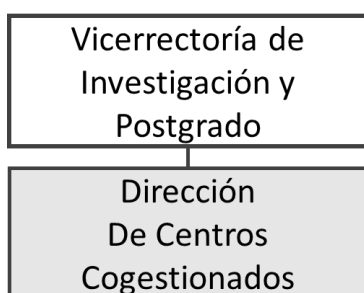 Vicerrectoría de
Investigación y
Postgrado
Dirección
De Centros
Cogestionados